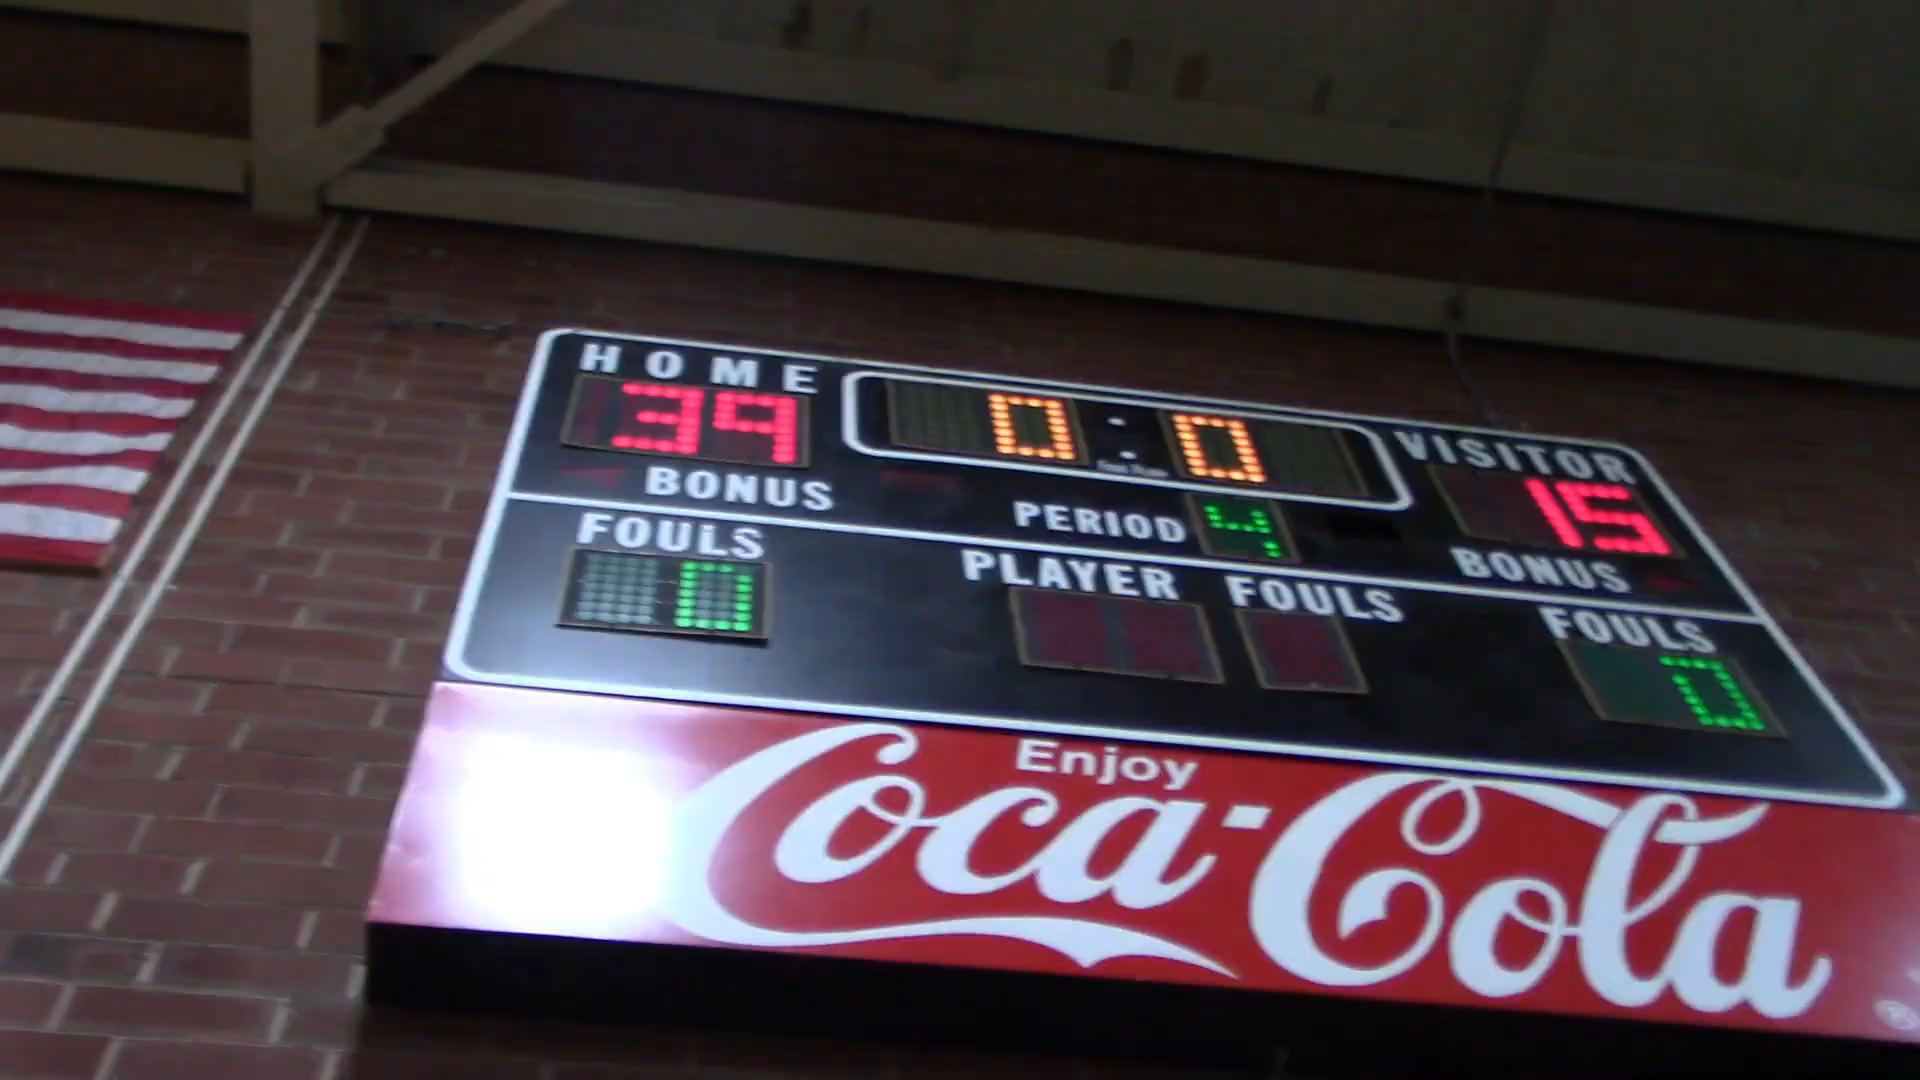 HOME
39
0:0
VISITOR
15
BONUS
PERIOD 4
BONUS
FOULS
0
PLAYER FOULS
FOULS
0
Enjoy
Coca-Cola
®